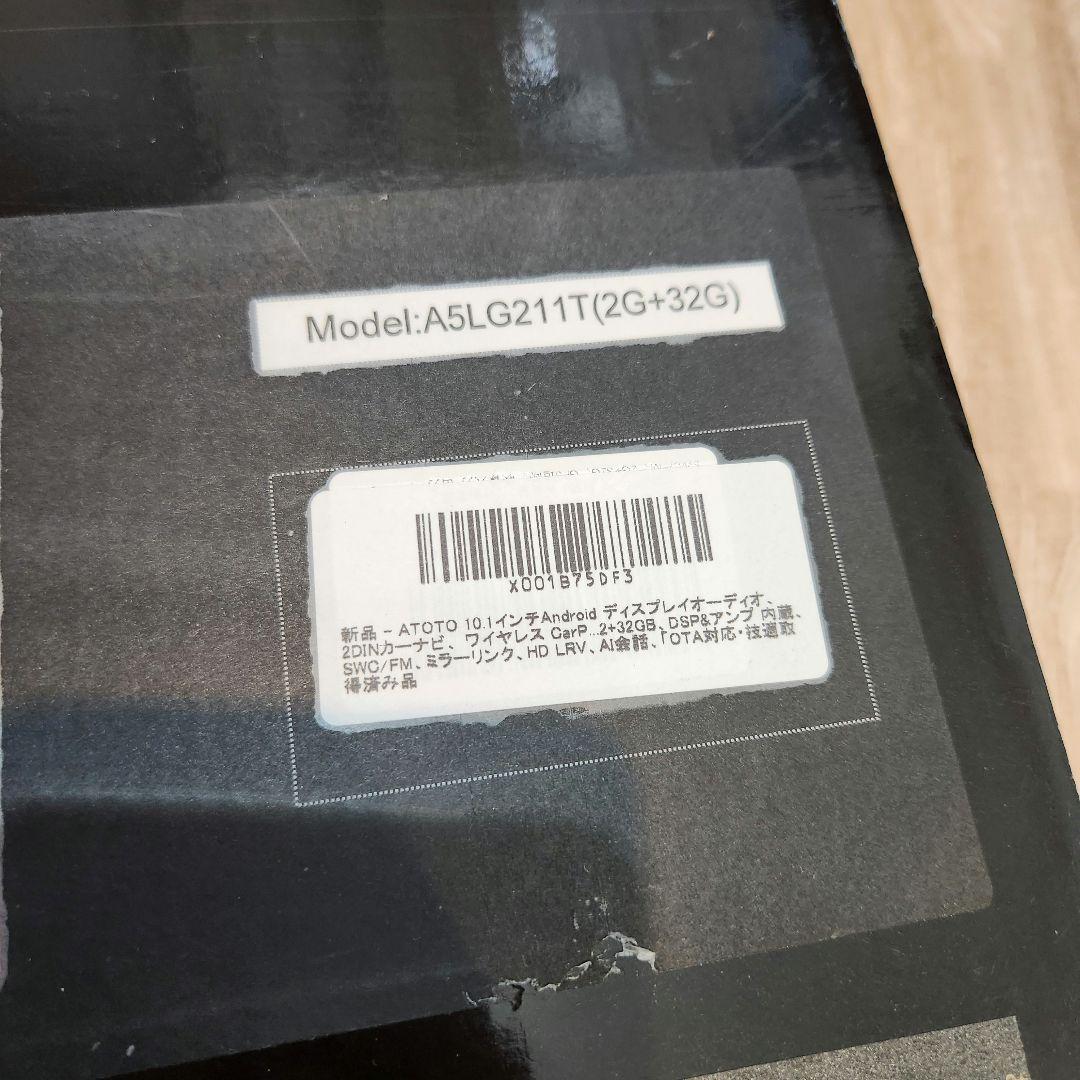 Model:A5LG211T(2G+32G)
X001B75DF3
新品 - ATOTO 10.1インチAndroid ディスプレイオーディオ、
2DINカーナビ、ワイヤレス CarP...2+32GB、DSP&アンプ 内蔵、
SWC/FM、ミラーリンク、HD LRV、AI会話、「OTA対応・技適取
得済み品